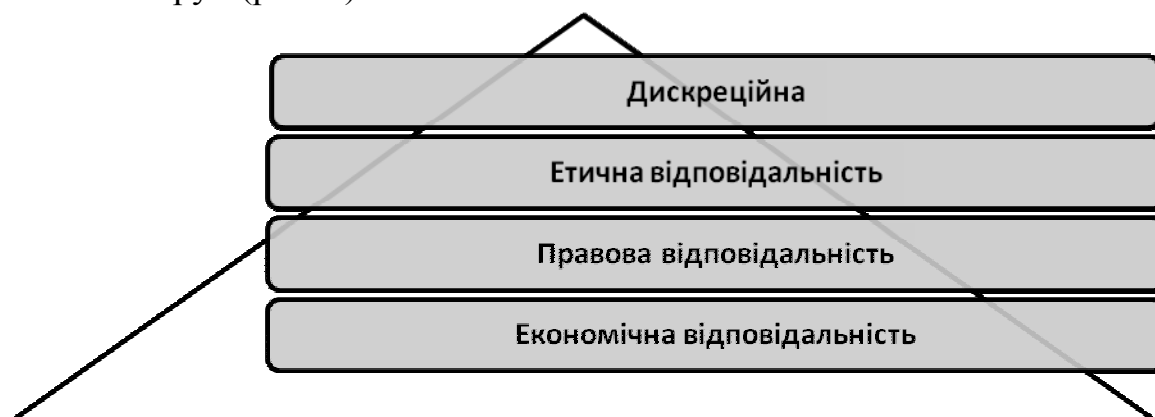 Дискреційна
Етична відповідальність
Правова відповідальність
Економічна відповідальність